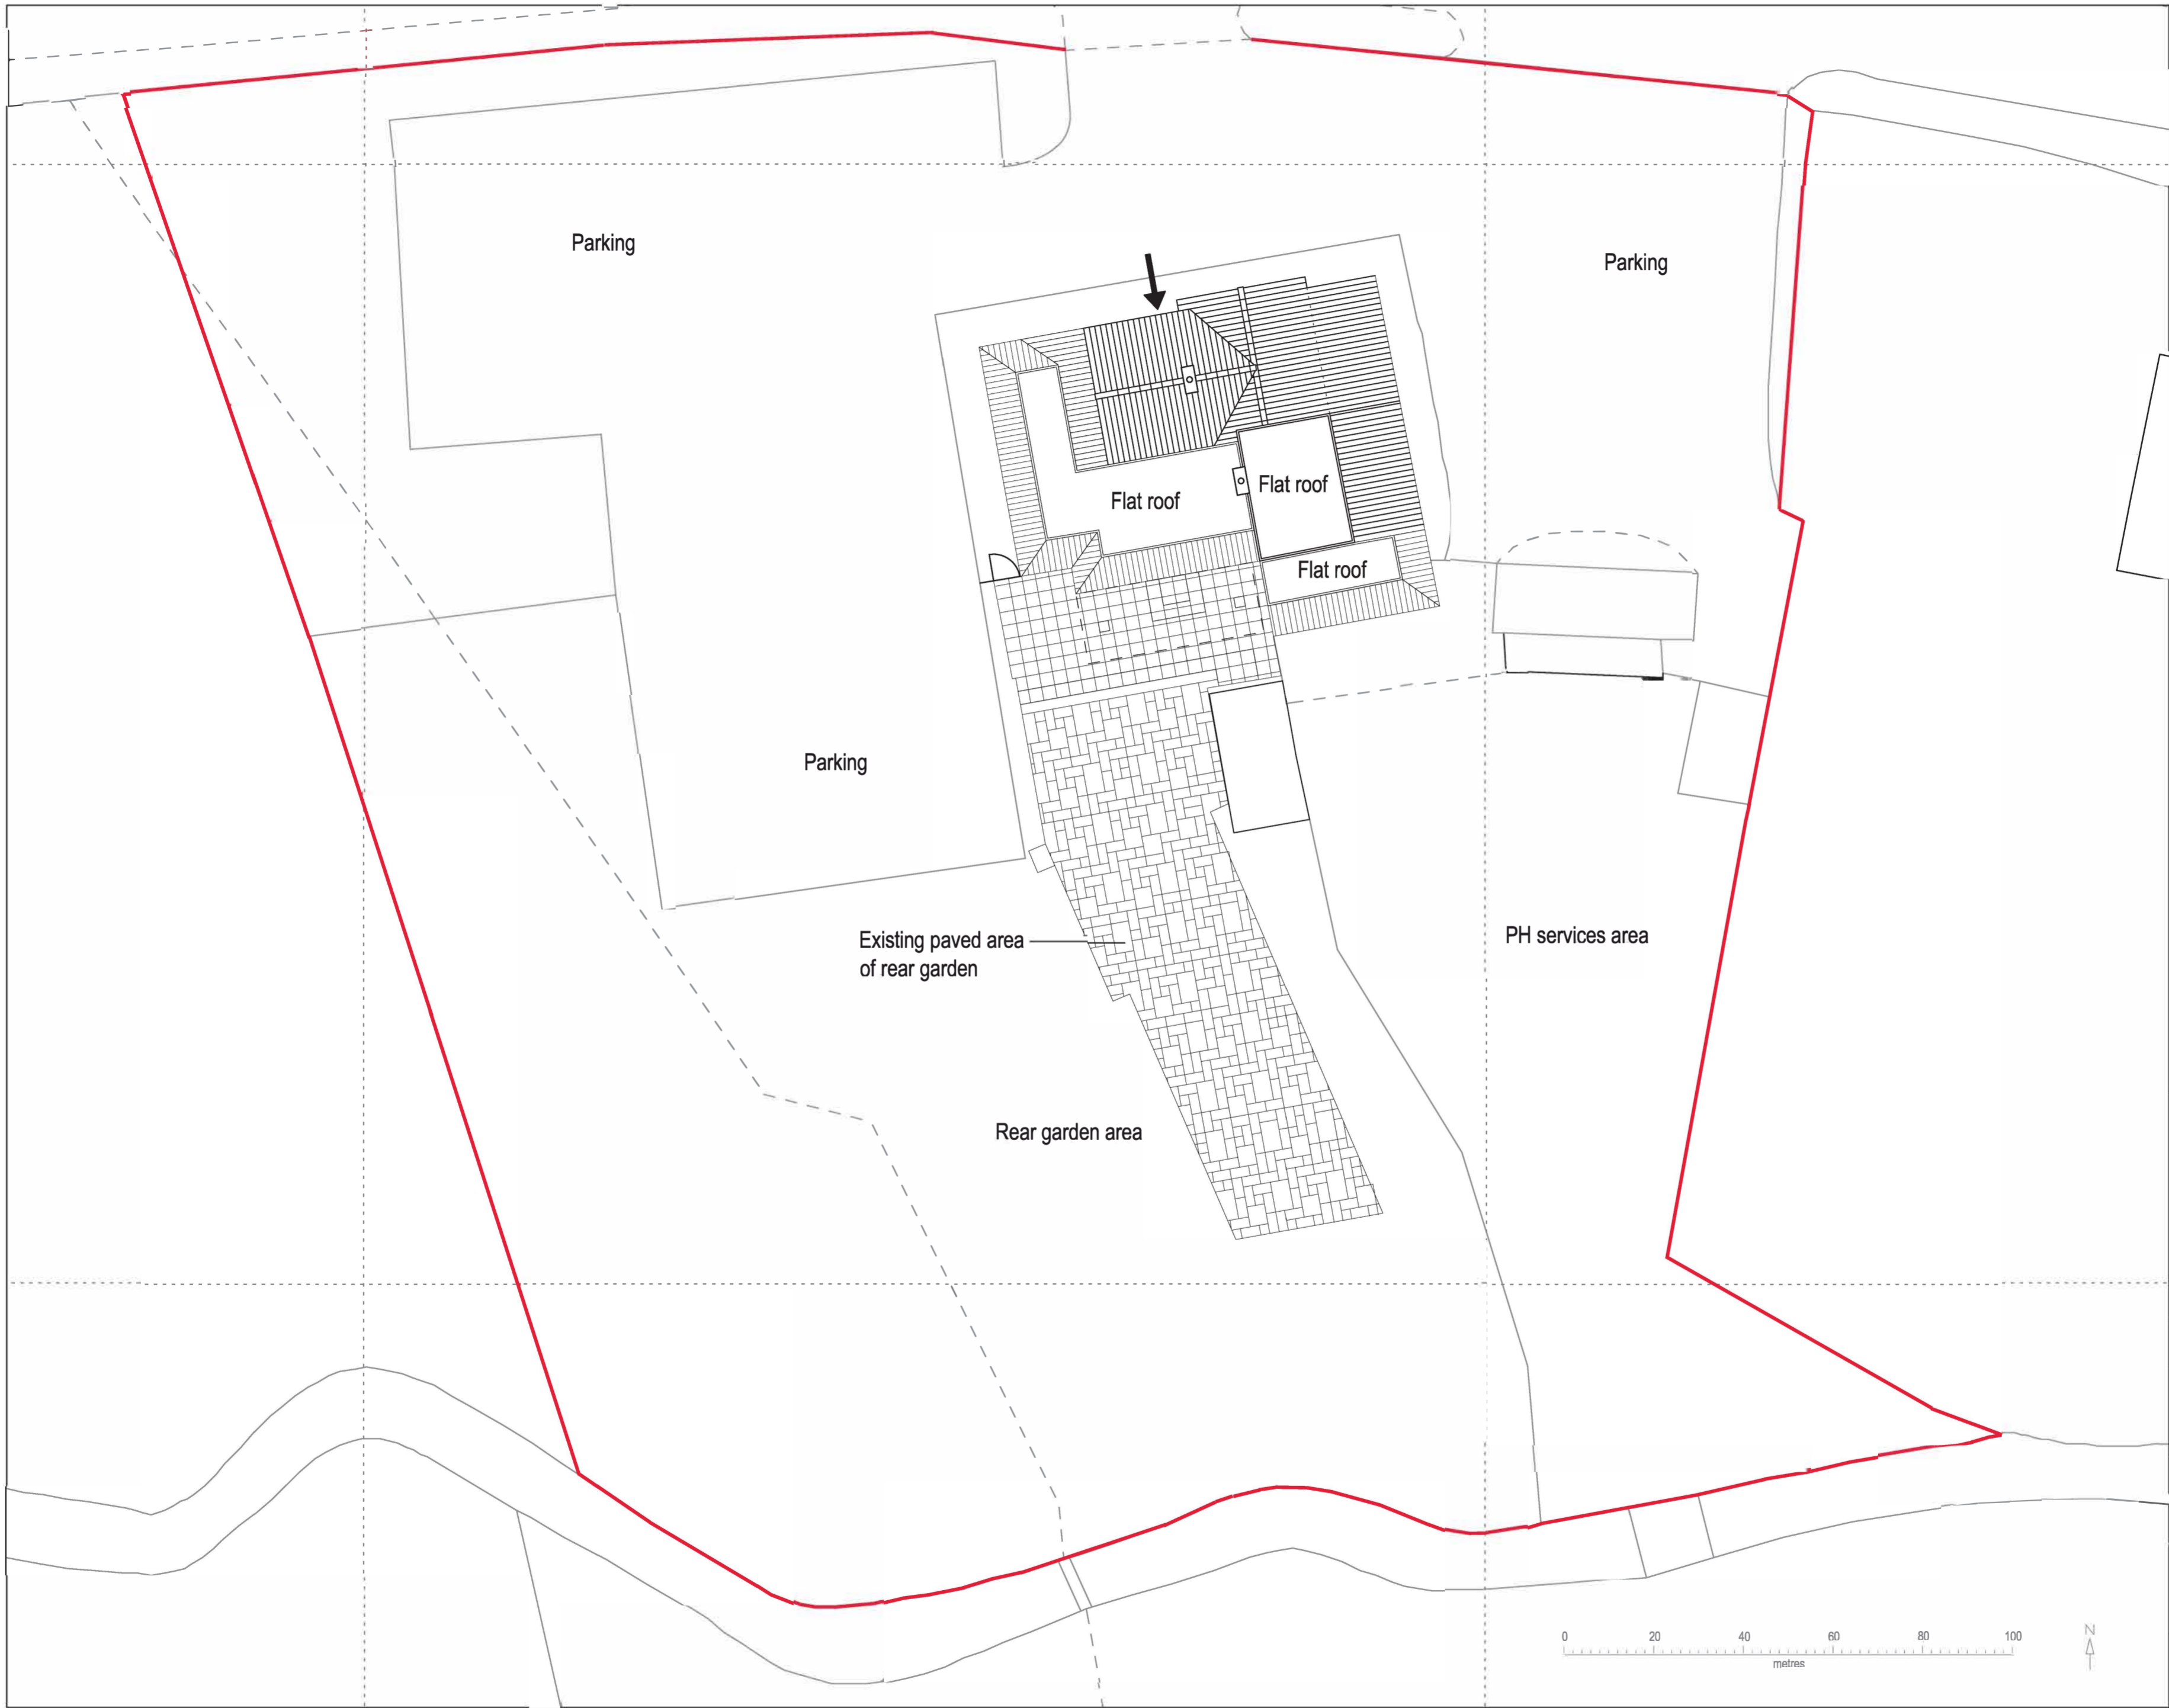 Parking
Parking
Flat roof
Flat roof
Flat roof
Parking
Existing paved area
of rear garden
PH services area
Rear garden area
0 20 40 60 80 100
metres
N